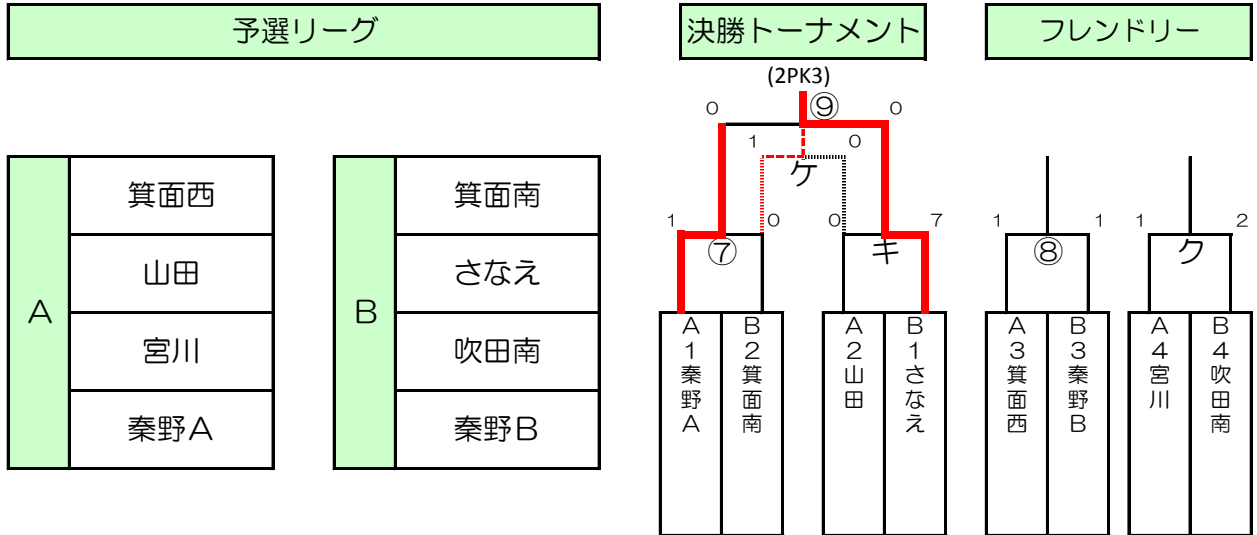 予選リーグ
決勝トーナメント
フレンドリー
(2PK3)
0 ⑨ 0
1 0
ケ
A
箕面西
山田
宮川
秦野A
B
箕面南
さなえ
吹田南
秦野B
1 ⑦ 0
0 キ 7
1 ⑧ 1
1 ク 2
A1秦野A
B2箕面南
A2山田
B1さなえ
A3箕面西
B3秦野B
A4宮川
B4吹田南